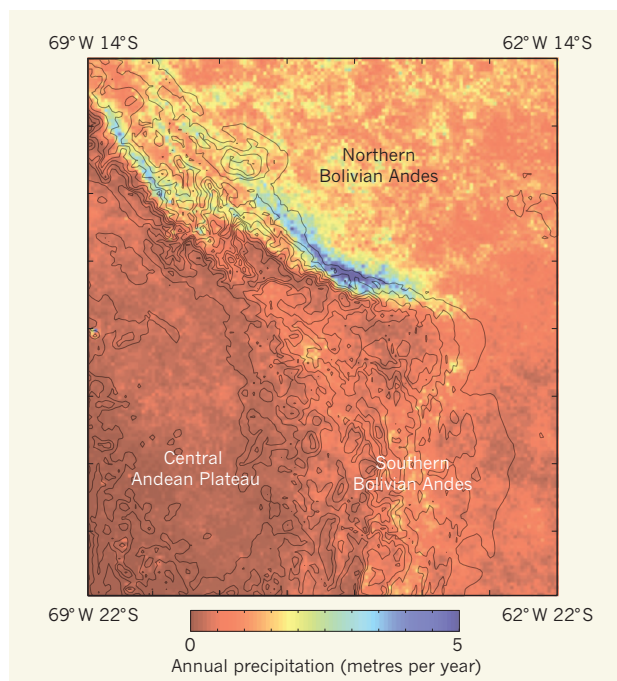 69° W 14° S
62° W 14° S
Northern
Bolivian Andes
Central
Andean Plateau
Southern
Bolivian Andes
69° W 22° S
62° W 22° S
0
5
Annual precipitation (metres per year)